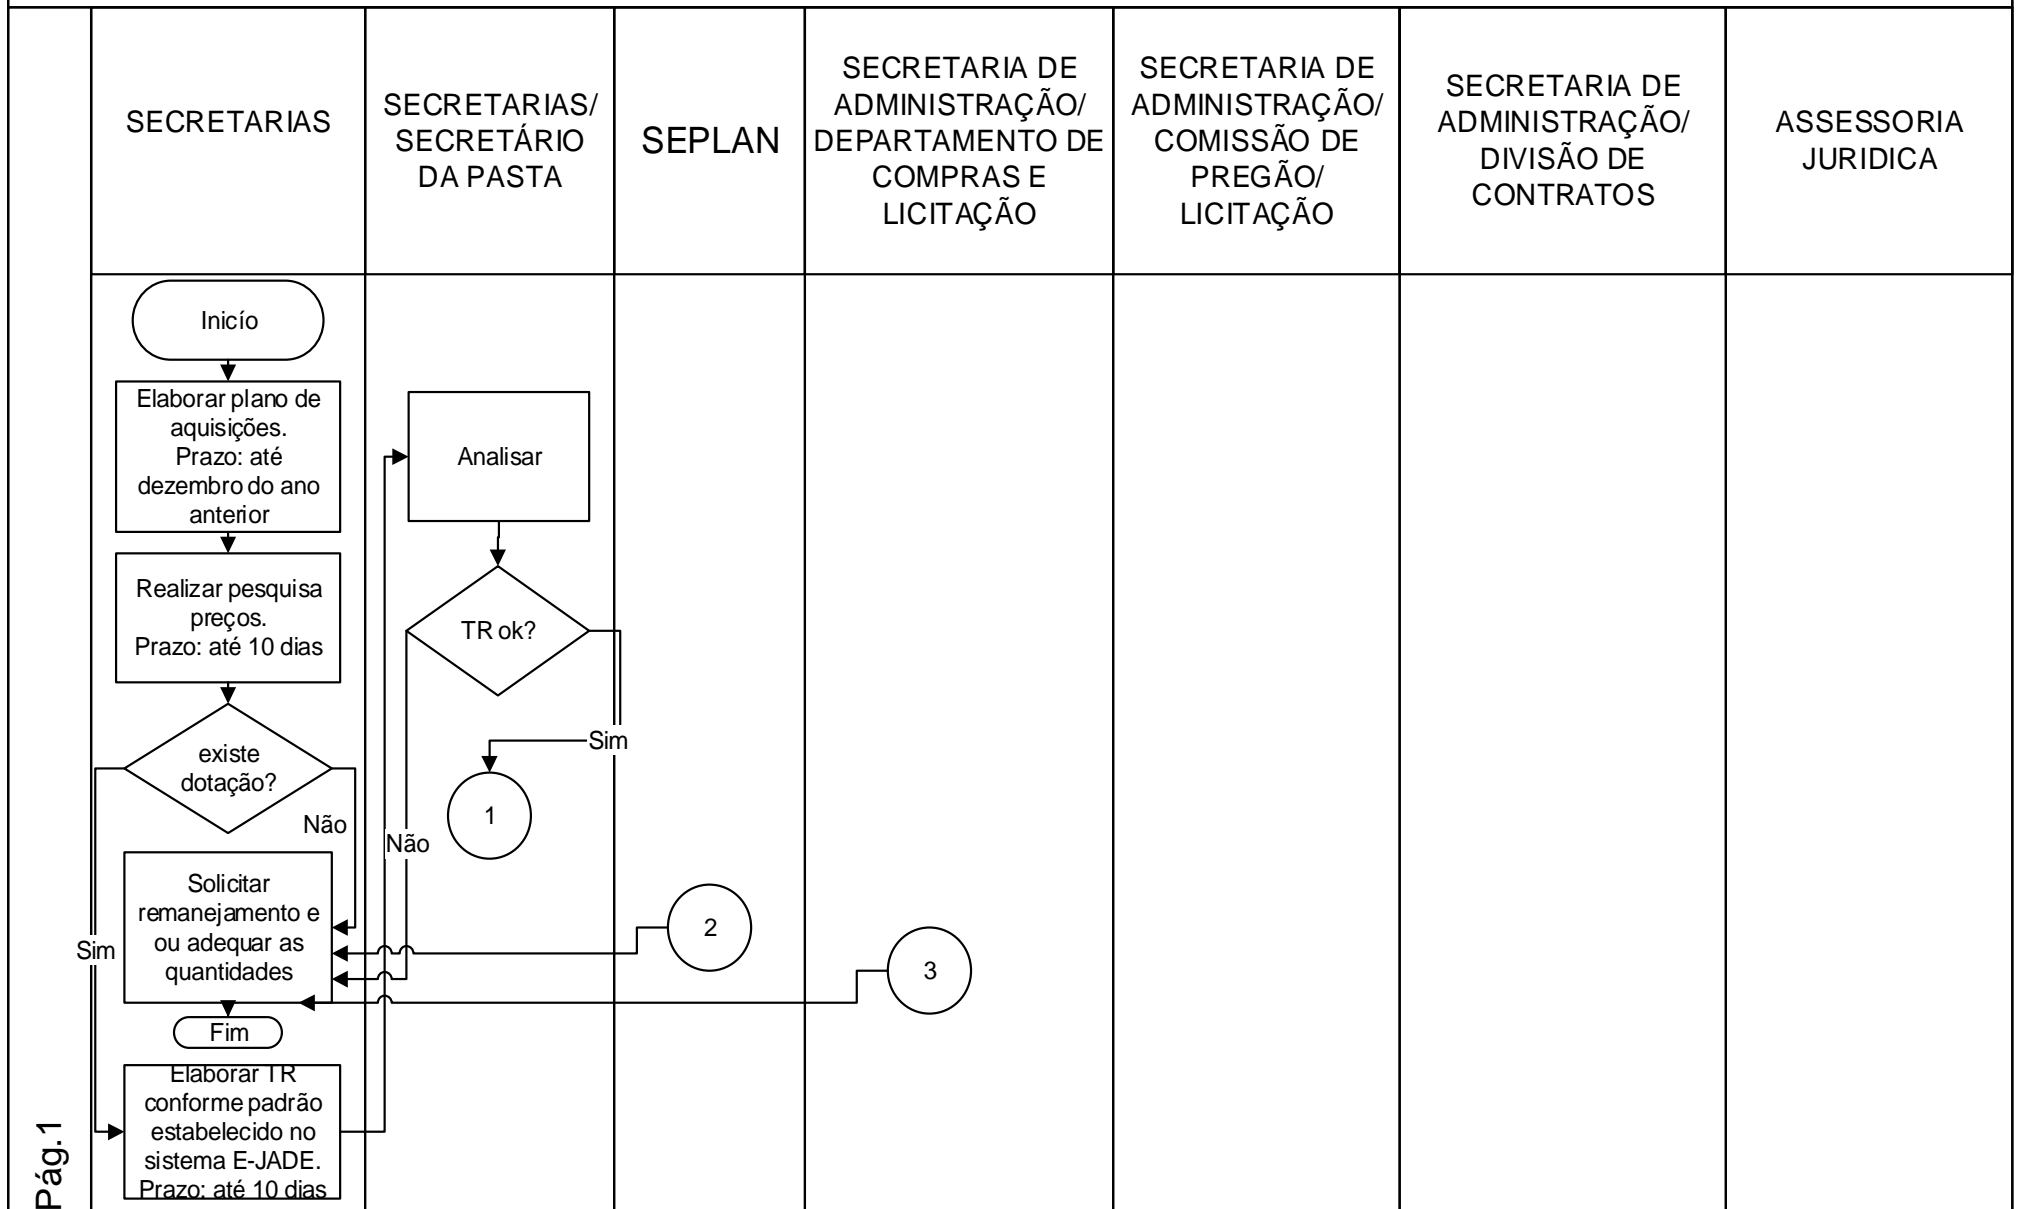 SECRETARIAS
SECRETARIAS/
SECRETÁRIO
DA PASTA
SEPLAN
SECRETARIA DE
ADMINISTRAÇÃO/
DEPARTAMENTO DE
COMPRAS E
LICITAÇÃO
SECRETARIA DE
ADMINISTRAÇÃO/
COMISSÃO DE
PREGÃO/
LICITAÇÃO
SECRETARIA DE
ADMINISTRAÇÃO/
DIVISÃO DE
CONTRATOS
ASSESSORIA
JURIDICA
Inicío
Elaborar plano de
aquisições.
Prazo: até
dezembro do ano
anterior
Realizar pesquisa
preços.
Prazo: até 10 dias
existe
dotação?
Não
Sim
Solicitar
remanejamento e
ou adequar as
quantidades
Fim
Elaborar TR
conforme padrão
estabelecido no
sistema E-JADE.
Prazo: até 10 dias
Analisar
TR ok?
Sim
Não
1
2
3
Pág.1